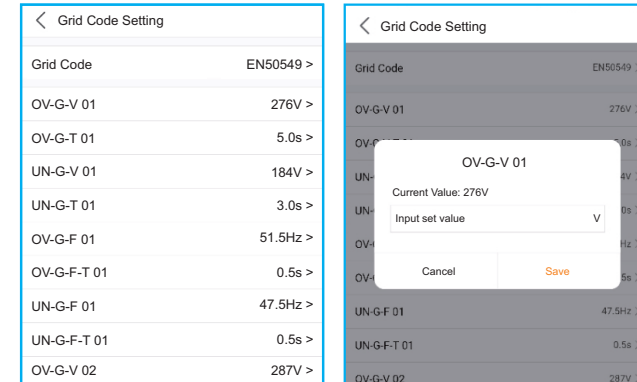 Grid Code Setting
Grid Code EN50549 >
OV-G-V 01 276V >
OV-G-T 01 5.0s >
UN-G-V 01 184V >
UN-G-T 01 3.0s >
OV-G-F 01 51.5Hz >
OV-G-F-T 01 0.5s >
UN-G-F 01 47.5Hz >
UN-G-F-T 01 0.5s >
OV-G-V 02 287V >
Grid Code Setting
Grid Code EN50549
OV-G-V 01 276V
OV-G-V 01
Current Value: 276V
Input set value V
Cancel Save
UN-G-F 01 47.5Hz
UN-G-F-T 01 0.5s
OV-G-V 02 287V